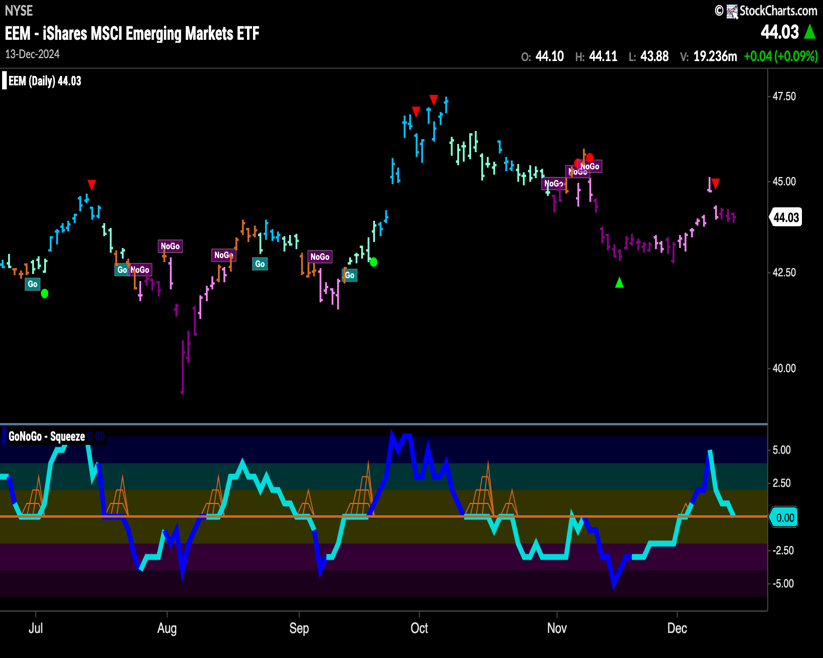 NYSE
© StockCharts.com
EEM - iShares MSCI Emerging Markets ETF
44.03
13-Dec-2024
O: 44.10 H: 44.11 L: 43.88 V: 19.236m +0.04 (+0.09%)
EEM (Daily) 44.03
47.50
45.00
44.03
42.50
40.00
NoGo
NoGo
NoGo
NoGo
NoGo
NoGo
NoGo
NoGo
Go
Go
Go
Go
GoNoGo - Squeeze 0.00
5.00
2.50
0.00
-2.50
-5.00
Jul Aug Sep Oct Nov Dec